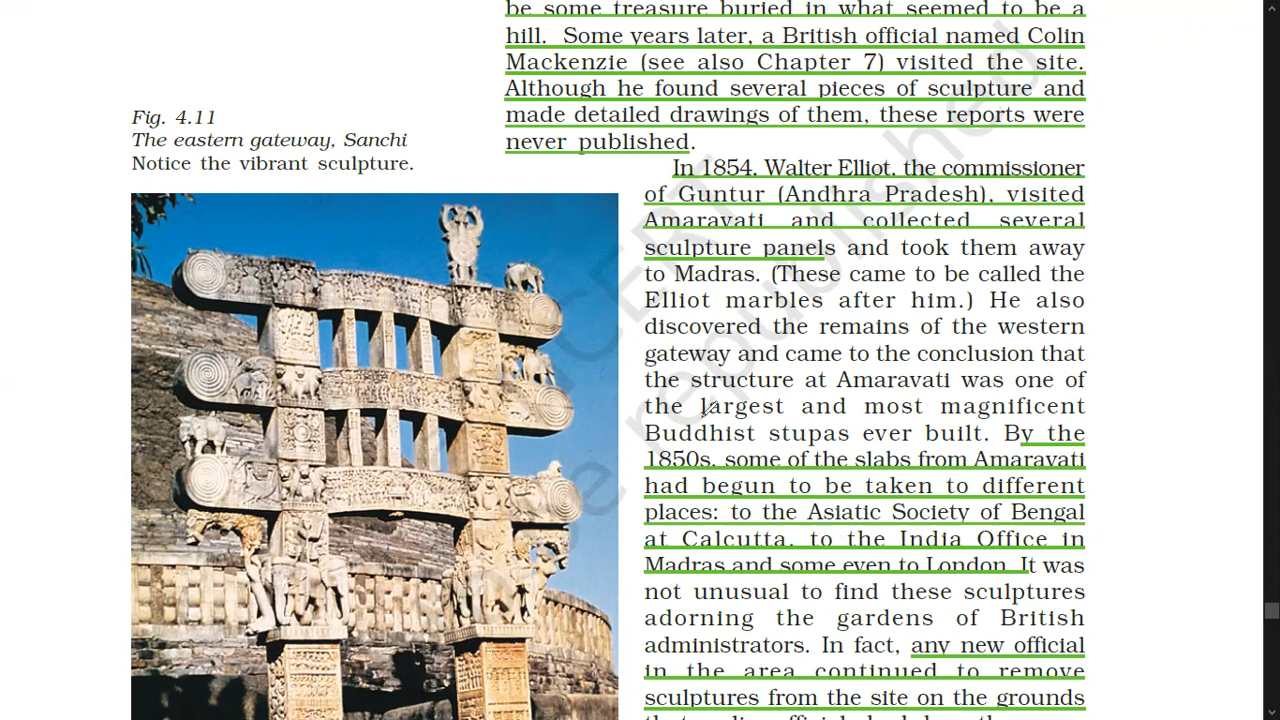 be some treasure buried in what seemed to be a
hill. Some years later, a British official named Colin
Mackenzie (see also Chapter 7) visited the site.
Although he found several pieces of sculpture and
made detailed drawings of them, these reports were
never published.
Fig. 4.11
The eastern gateway, Sanchi
Notice the vibrant sculpture.
In 1854, Walter Elliot, the commissioner
of Guntur (Andhra Pradesh), visited
Amaravati and collected several
sculpture panels and took them away
to Madras. (These came to be called the
Elliot marbles after him.) He also
discovered the remains of the western
gateway and came to the conclusion that
the structure at Amaravati was one of
the largest and most magnificent
Buddhist stupas ever built. By the
1850s, some of the slabs from Amaravati
had begun to be taken to different
places: to the Asiatic Society of Bengal
at Calcutta, to the India Office in
Madras and some even to London. It was
not unusual to find these sculptures
adorning the gardens of British
administrators. In fact, any new official
in the area continued to remove
sculptures from the site on the grounds